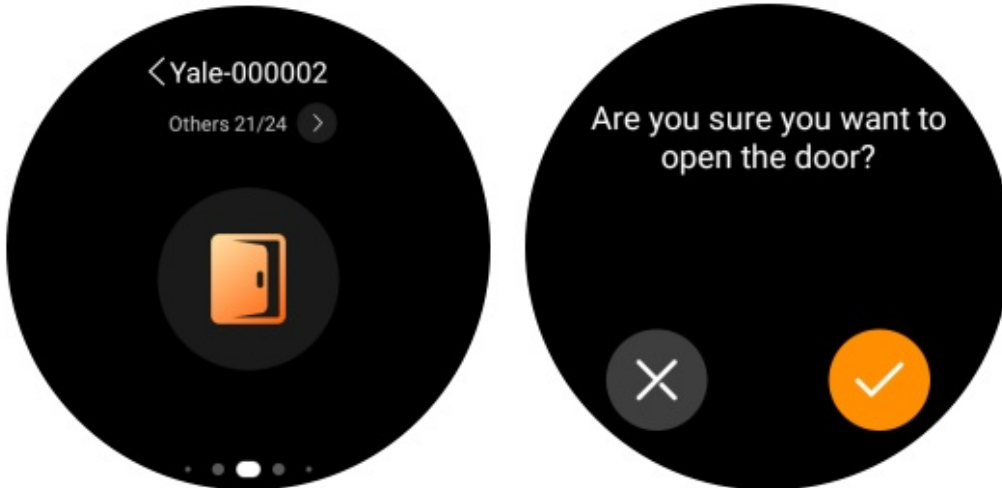 Yale-000002
Others 21/24
Are you sure you want to
open the door?